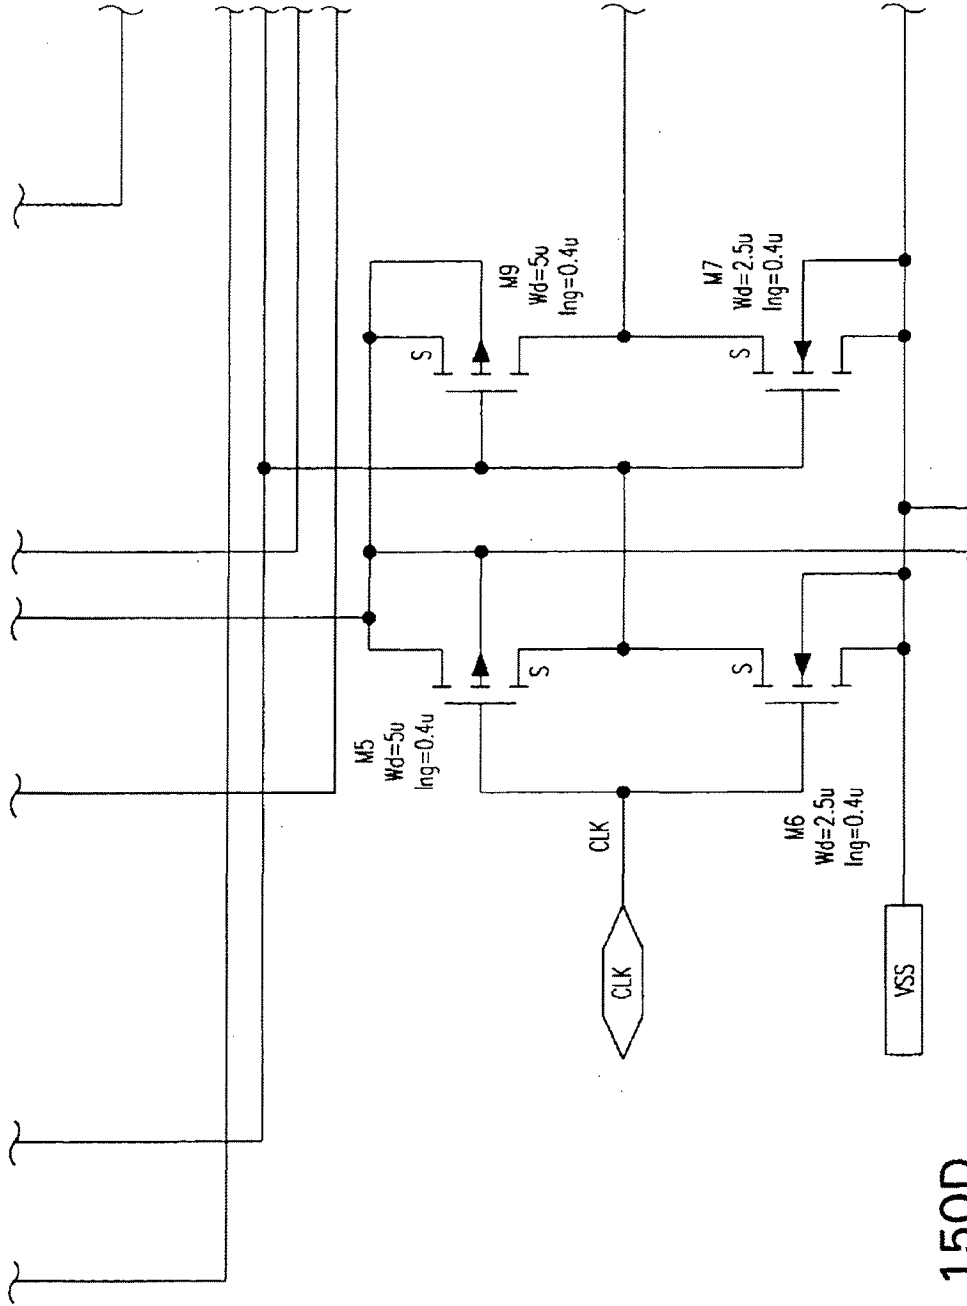 M9
Wd=5u
lng=0.4u
S
M7
Wd=2.5u
lng=0.4u
S
M5
Wd=5u
lng=0.4u
S
M6
Wd=2.5u
lng=0.4u
S
CLK
CLK
VSS
150D